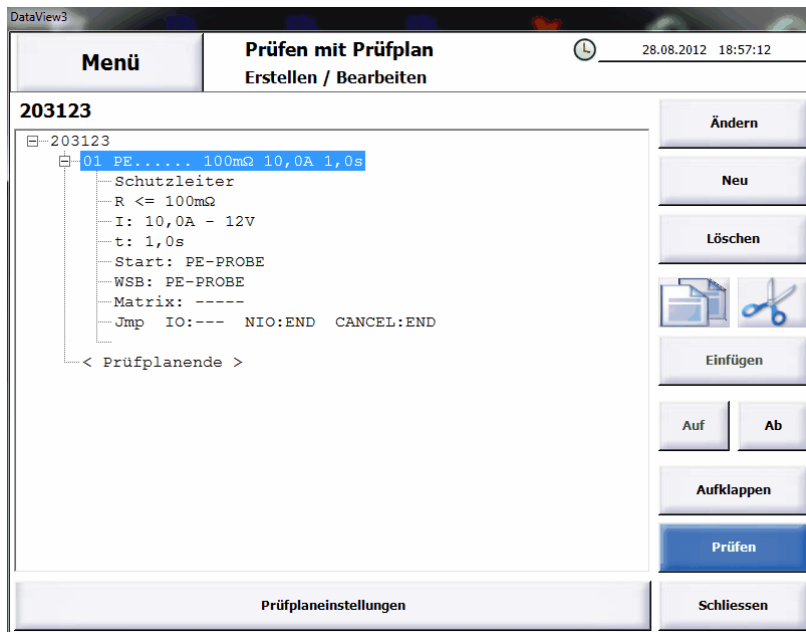 DataView3
Menü
Prüfen mit Prüfplan
Erstellen / Bearbeiten
28.08.2012 18:57:12
203123
203123
01 PE...... 100mΩ 10,0A 1,0s
Schutzleiter
R <= 100mΩ
I: 10,0A - 12V
t: 1,0s
Start: PE-PROBE
WSB: PE-PROBE
Matrix: -----
Jmp IO:--- NIO:END CANCEL:END
< Prüfplanende >
Ändern
Neu
Löschen
Einfügen
Auf
Ab
Aufklappen
Prüfen
Prüfplaneinstellungen
Schliessen